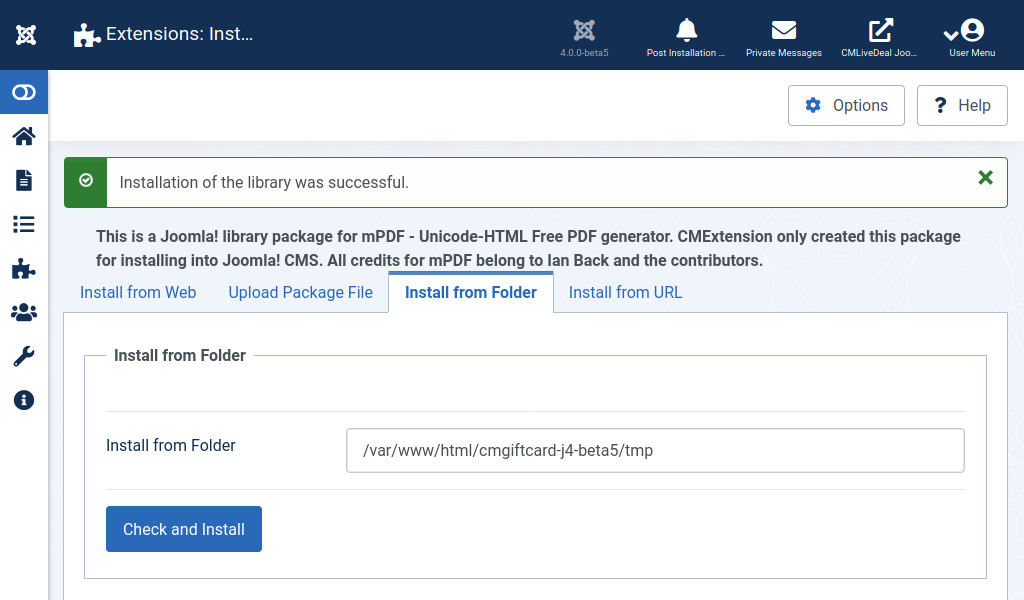 Extensions: Inst...
4.0.0-beta5
Post Installation ...
Private Messages
CMLiveDeal Joo...
User Menu
Options
? Help
Installation of the library was successful.
This is a Joomla! library package for mPDF - Unicode-HTML Free PDF generator. CMExtension only created this package
for installing into Joomla! CMS. All credits for mPDF belong to Ian Back and the contributors.
Install from Web
Upload Package File
Install from Folder
Install from URL
Install from Folder
Install from Folder
/var/www/html/cmgiftcard-j4-beta5/tmp
Check and Install